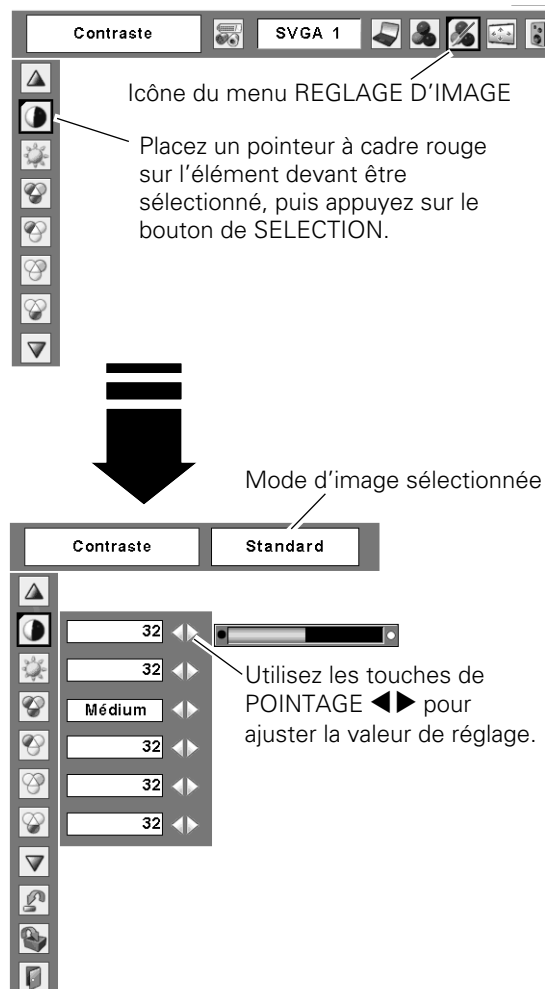 Contraste
SVGA 1
Icône du menu REGLAGE D'IMAGE
Placez un pointeur à cadre rouge
sur l'élément devant être
sélectionné, puis appuyez sur le
bouton de SELECTION.
Mode d'image sélectionnée
Contraste
Standard
32
32
Utilisez les touches de
POINTAGE ◀▶ pour
ajuster la valeur de réglage.
Médium
32
32
32